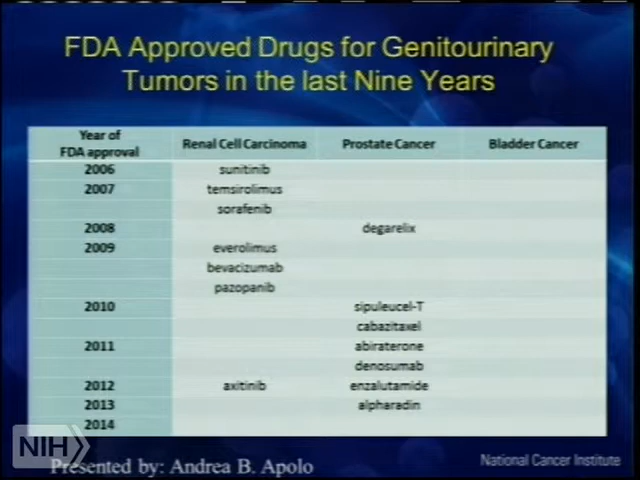 FDA Approved Drugs for Genitourinary
Tumors in the last Nine Years
Year of
FDA approval
Renal Cell Carcinoma
Prostate Cancer
Bladder Cancer
2006 sunitinib
2007 temsirolimus
sorafenib
2008 degarelix
2009 everolimus
bevacizumab
pazopanib
2010 sipuleucel-T
cabazitaxel
2011 abiraterone
denosumab
2012 axitinib enzalutamide
2013 alpharadin
2014
NIH
Presented by: Andrea B. Apolo
National Cancer Institute